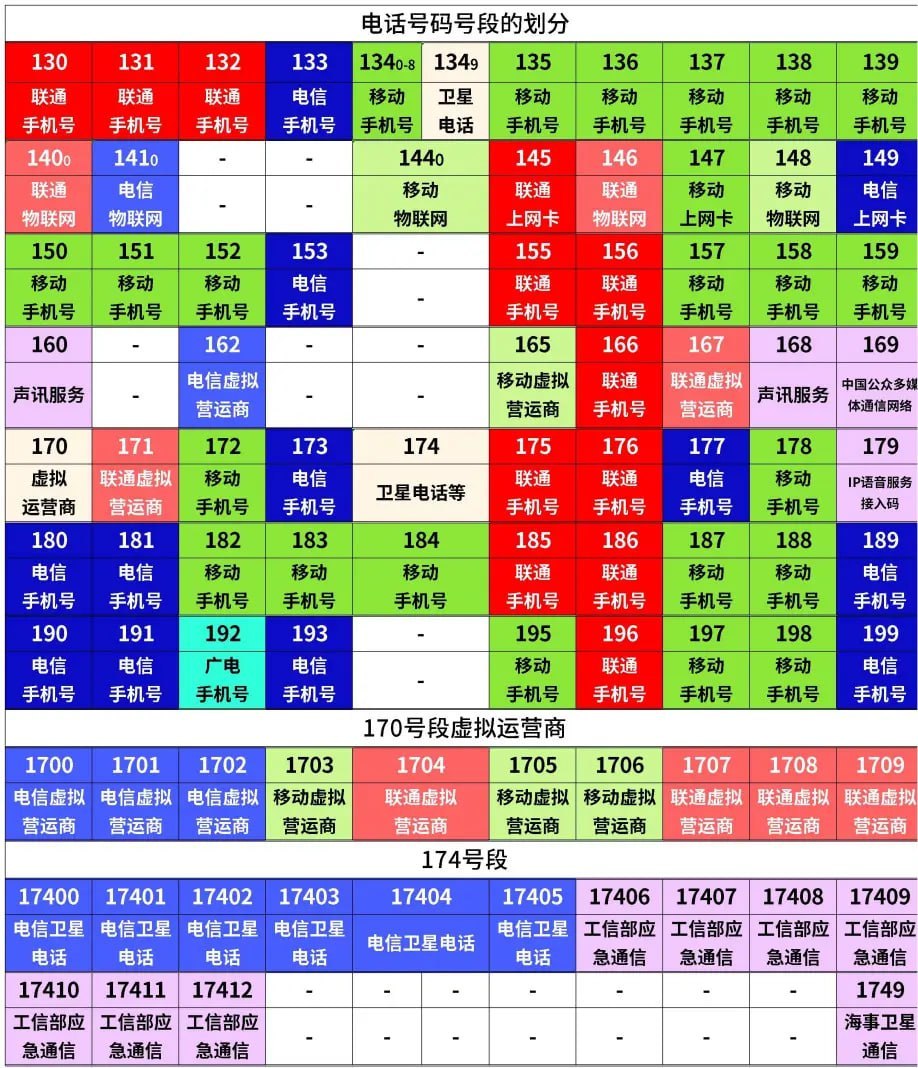 电话号码号段的划分
130 131 132 133 1340-8 1349 135 136 137 138 139
联通 联通 联通 电信 移动 卫星 移动 移动 移动 移动 移动
手机号 手机号 手机号 手机号 手机号 电话 手机号 手机号 手机号 手机号 手机号
1400 1410 - - 1440 145 146 147 148 149
联通 电信 - - 移动 联通 联通 移动 移动 电信
物联网 物联网 物联网 上网卡 物联网 上网卡 物联网 上网卡
150 151 152 153 - 155 156 157 158 159
移动 移动 移动 电信 - 联通 联通 移动 移动 移动
手机号 手机号 手机号 手机号 手机号 手机号 手机号 手机号 手机号
160 - 162 - - 165 166 167 168 169
声讯服务 - 电信虚拟 - - 移动虚拟 联通 联通虚拟 声讯服务 中国公众多媒
营运商 营运商 手机号 营运商 体通信网络
170 171 172 173 174 175 176 177 178 179
虚拟 联通虚拟 移动 电信 卫星电话等 联通 联通 电信 移动 IP语音服务
运营商 营运商 手机号 手机号 手机号 手机号 手机号 手机号 接入码
180 181 182 183 184 185 186 187 188 189
电信 电信 移动 移动 移动 联通 联通 移动 移动 电信
手机号 手机号 手机号 手机号 手机号 手机号 手机号 手机号 手机号 手机号
190 191 192 193 - 195 196 197 198 199
电信 电信 广电 电信 - 移动 联通 移动 移动 电信
手机号 手机号 手机号 手机号 手机号 手机号 手机号 手机号 手机号
170号段虚拟运营商
1700 1701 1702 1703 1704 1705 1706 1707 1708 1709
电信虚拟 电信虚拟 电信虚拟 移动虚拟 联通虚拟 移动虚拟 移动虚拟 联通虚拟 联通虚拟 联通虚拟
营运商 营运商 营运商 营运商 营运商 营运商 营运商 营运商 营运商 营运商
174号段
17400 17401 17402 17403 17404 17405 17406 17407 17408 17409
电信卫星 电信卫星 电信卫星 电信卫星 电信卫星电话 电信卫星 工信部应 工信部应 工信部应 工信部应
电话 电话 电话 电话 电话 急通信 急通信 急通信 急通信
17410 17411 17412 - - - - - - 1749
工信部应 工信部应 工信部应 - - - - - - 海事卫星
急通信 急通信 急通信 通信